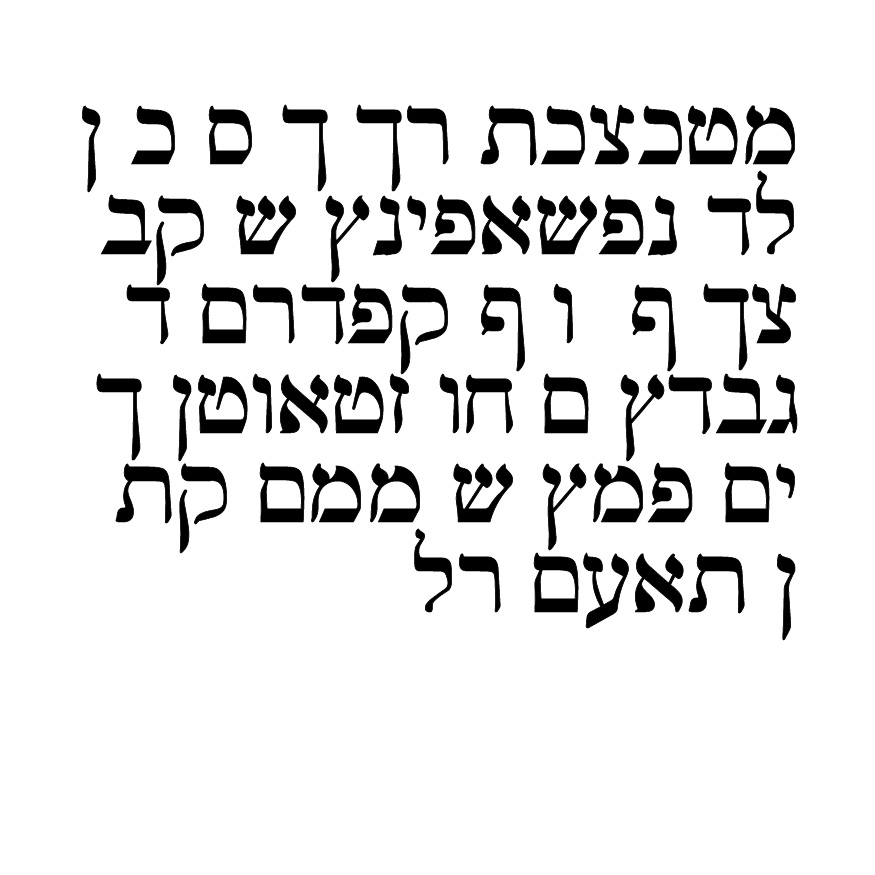 מטכצכת רך ך ס כ ן
לד נפשאפינץ ש קב
צך ף ו ף קפדרם ד
גבדץ ם חו זטאוטן ך
ים פמץ ש ממם קת
ן תאעם רל